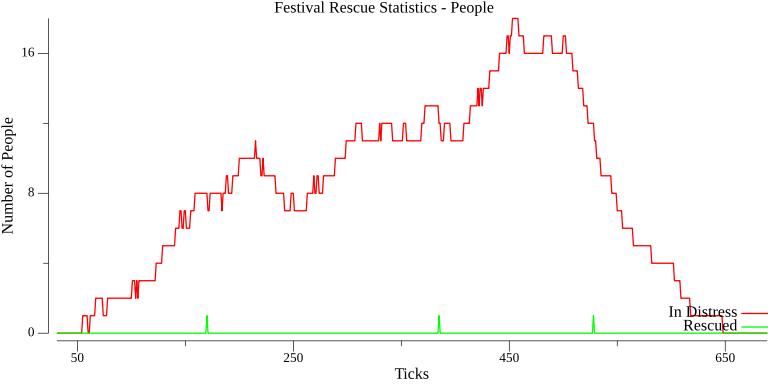 Festival Rescue Statistics - People
Number of People
16
8
0
In Distress
Rescued
50
250
450
650
Ticks